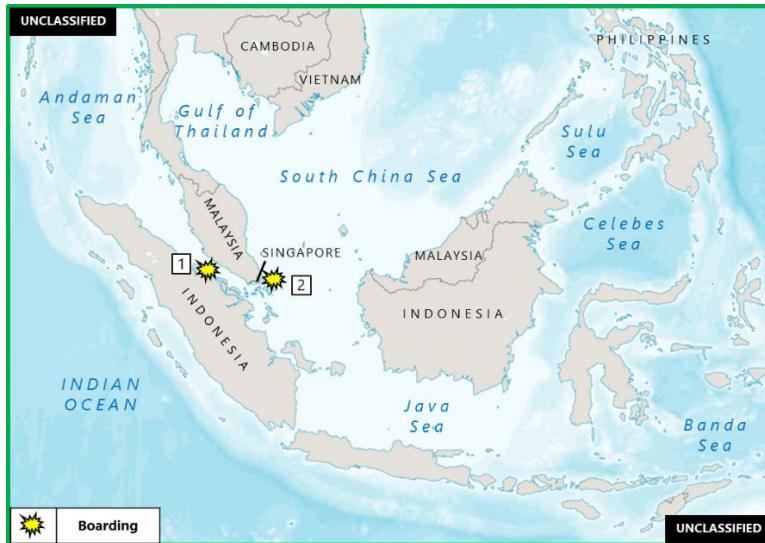 UNCLASSIFIED
PHILIPPINES
CAMBODIA
VIETNAM
Andaman
Sea
Gulf of
Thailand
Sulu
Sea
South China Sea
Celebes
Sea
MALAYSIA
SINGAPORE
MALAYSIA
1
2
INDONESIA
INDONESIA
INDIAN
OCEAN
Java
Sea
Banda
Sea
Boarding
UNCLASSIFIED